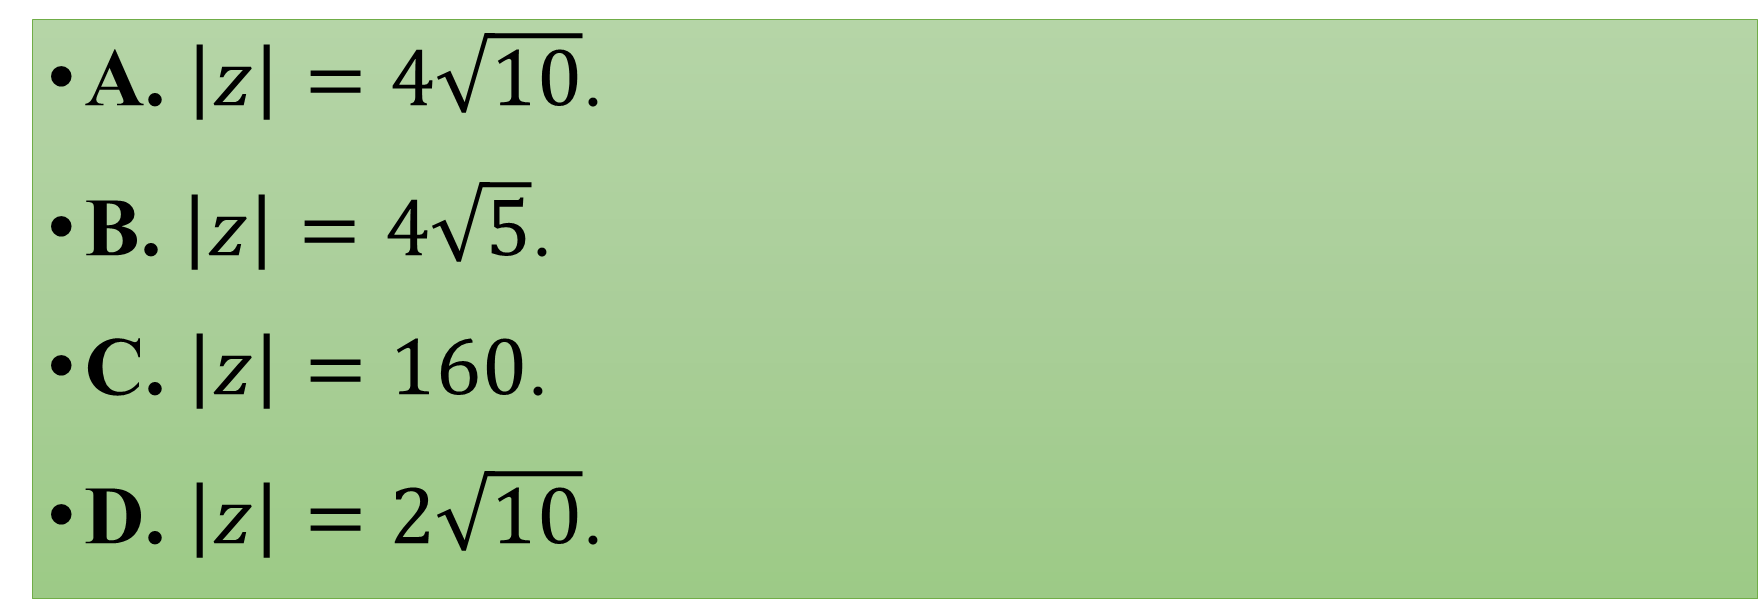 • A. |z| = 4√10.
• B. |z| = 4√5.
• C. |z| = 160.
• D. |z| = 2√10.